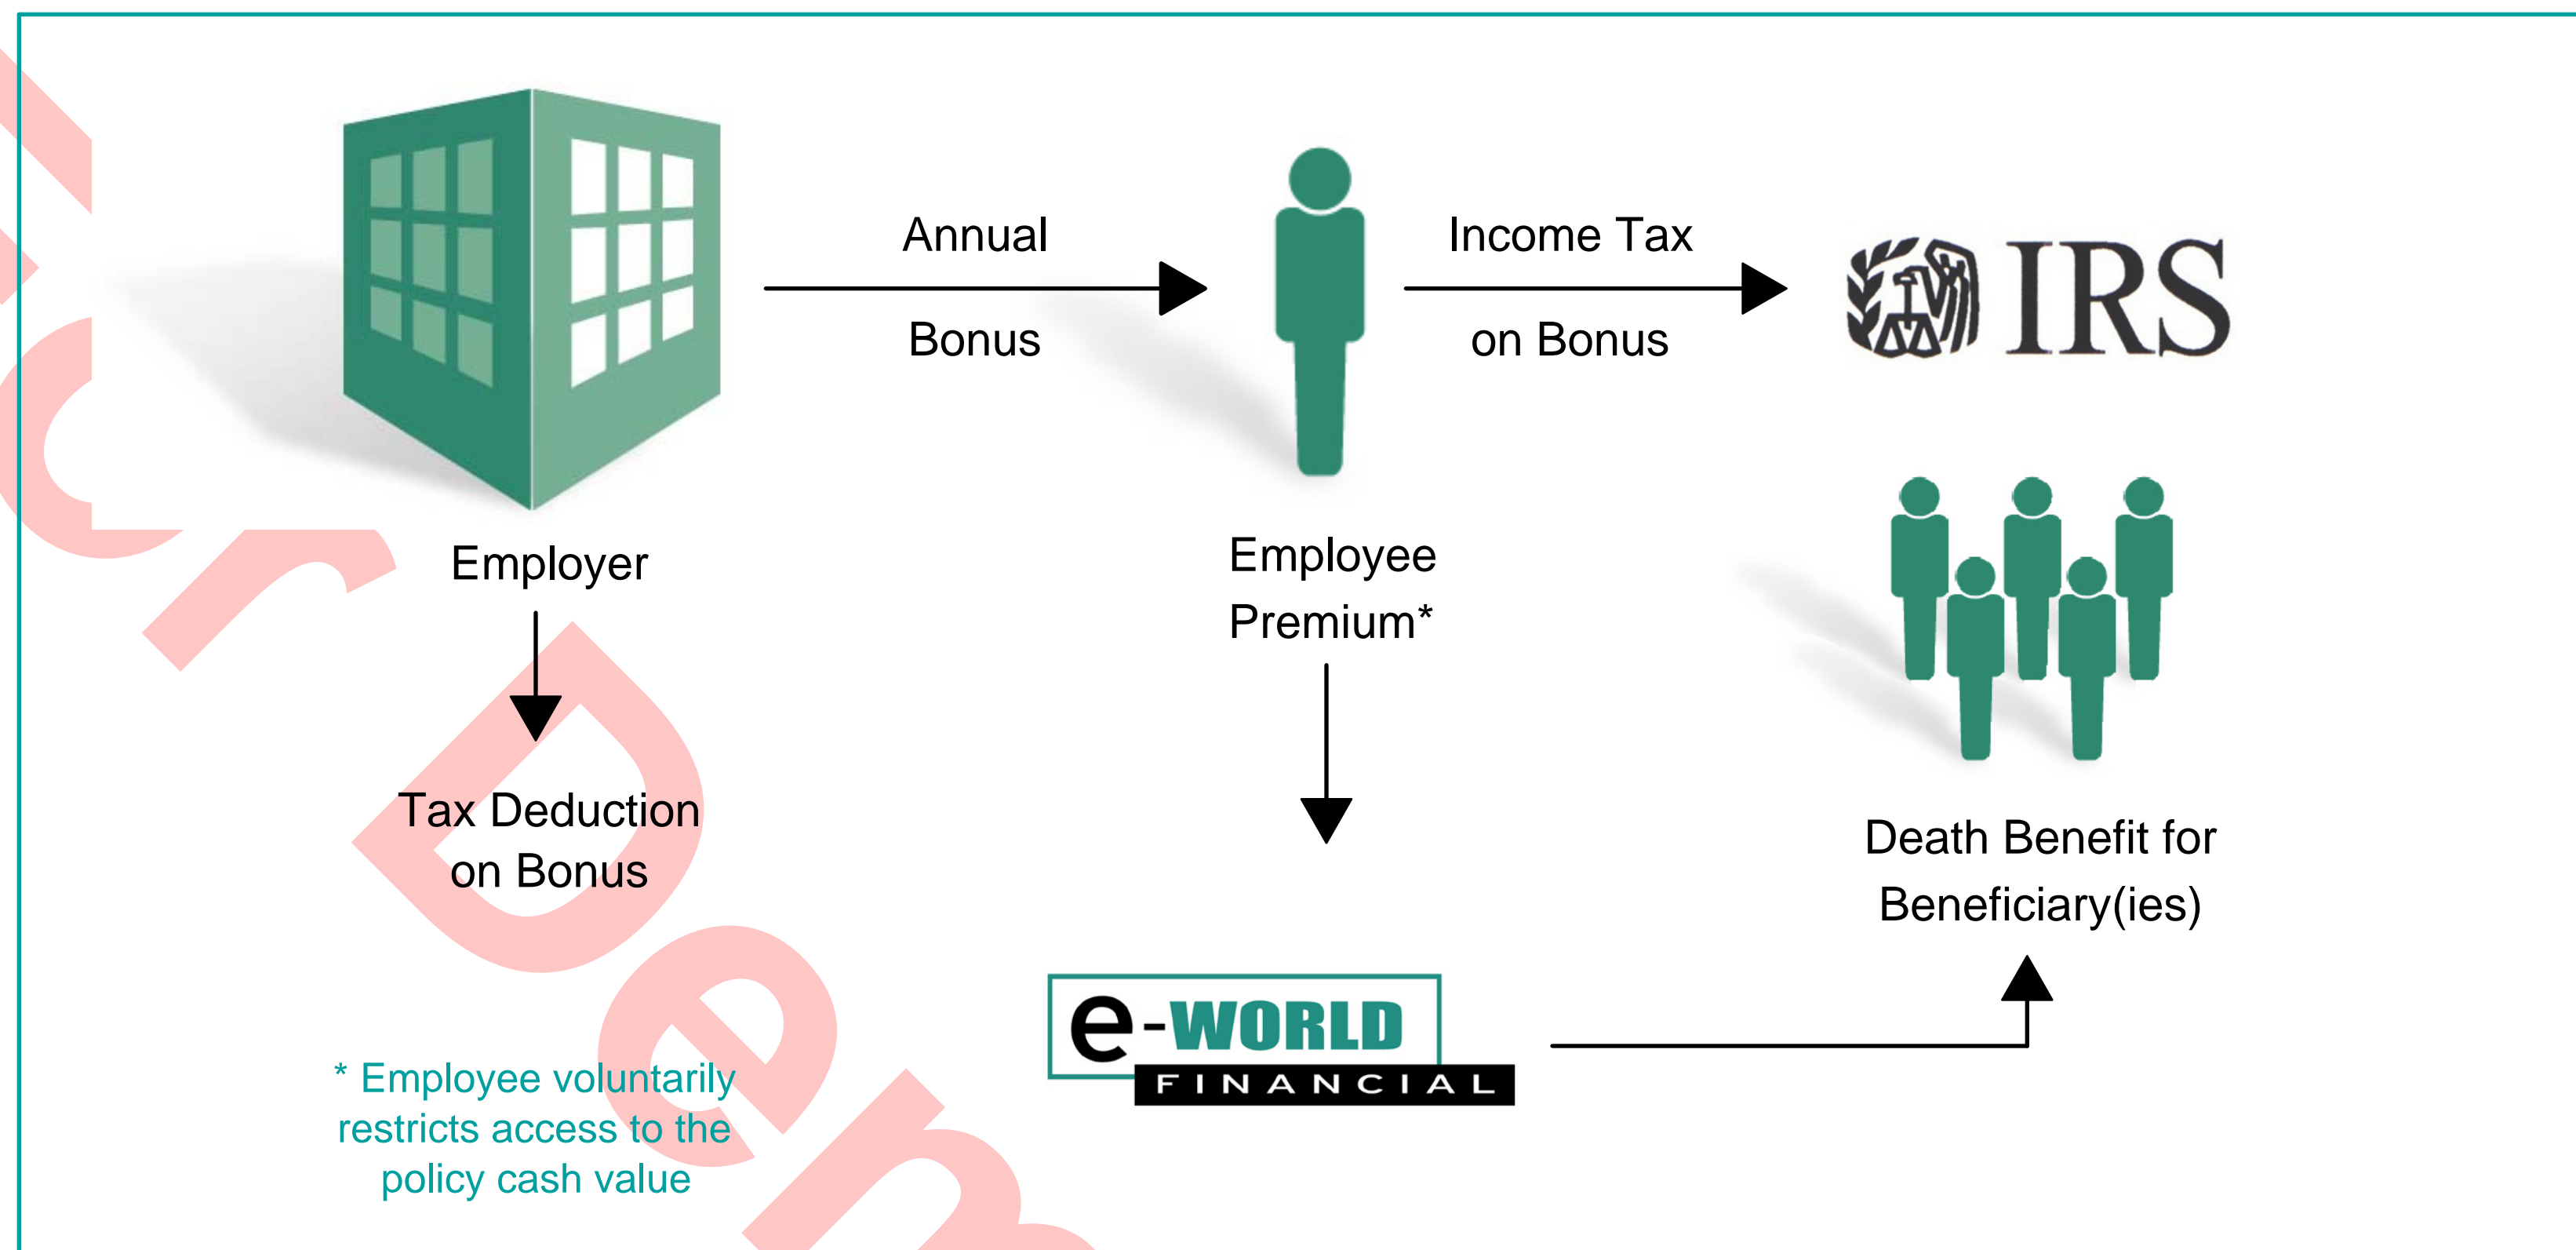 Annual
Bonus
Income Tax
on Bonus
IRS
Employer
Employee
Premium*
Tax Deduction
on Bonus
Death Benefit for
Beneficiary(ies)
e-WORLD
FINANCIAL
* Employee voluntarily
restricts access to the
policy cash value